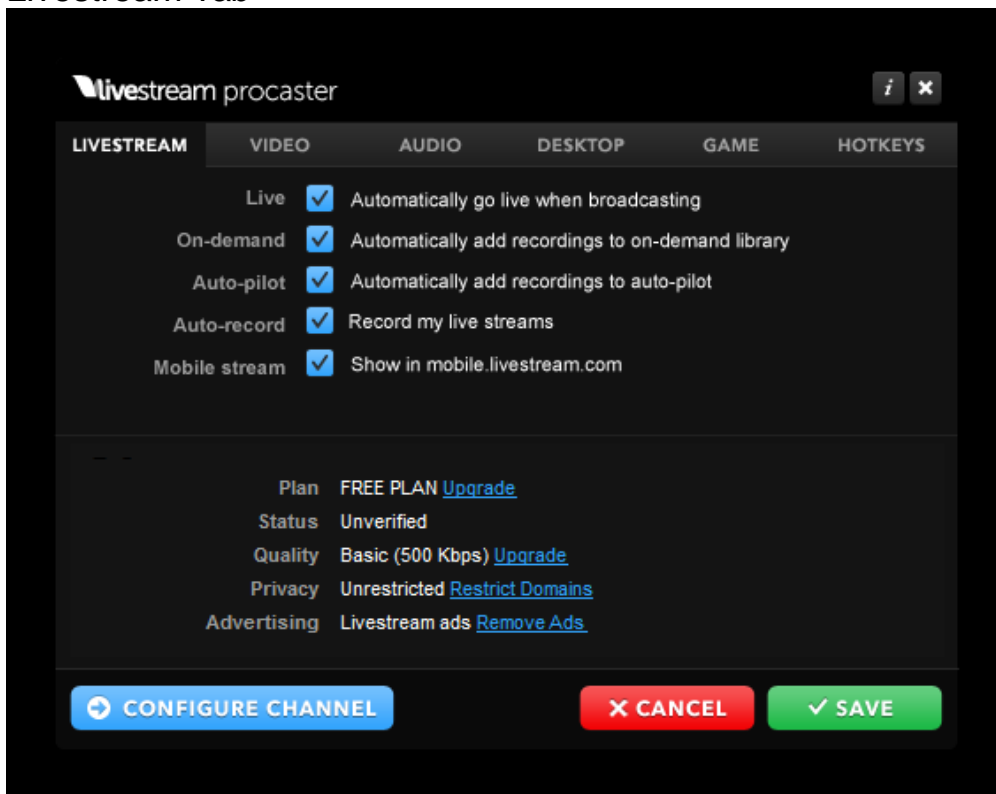 Livestream Tab
livestream procaster
i
LIVESTREAM VIDEO AUDIO DESKTOP GAME HOTKEYS
Live Automatically go live when broadcasting
On-demand Automatically add recordings to on-demand library
Auto-pilot Automatically add recordings to auto-pilot
Auto-record Record my live streams
Mobile stream Show in mobile.livestream.com
Plan FREE PLAN Upgrade
Status Unverified
Quality Basic (500 Kbps) Upgrade
Privacy Unrestricted Restrict Domains
Advertising Livestream ads Remove Ads
CONFIGURE CHANNEL CANCEL SAVE